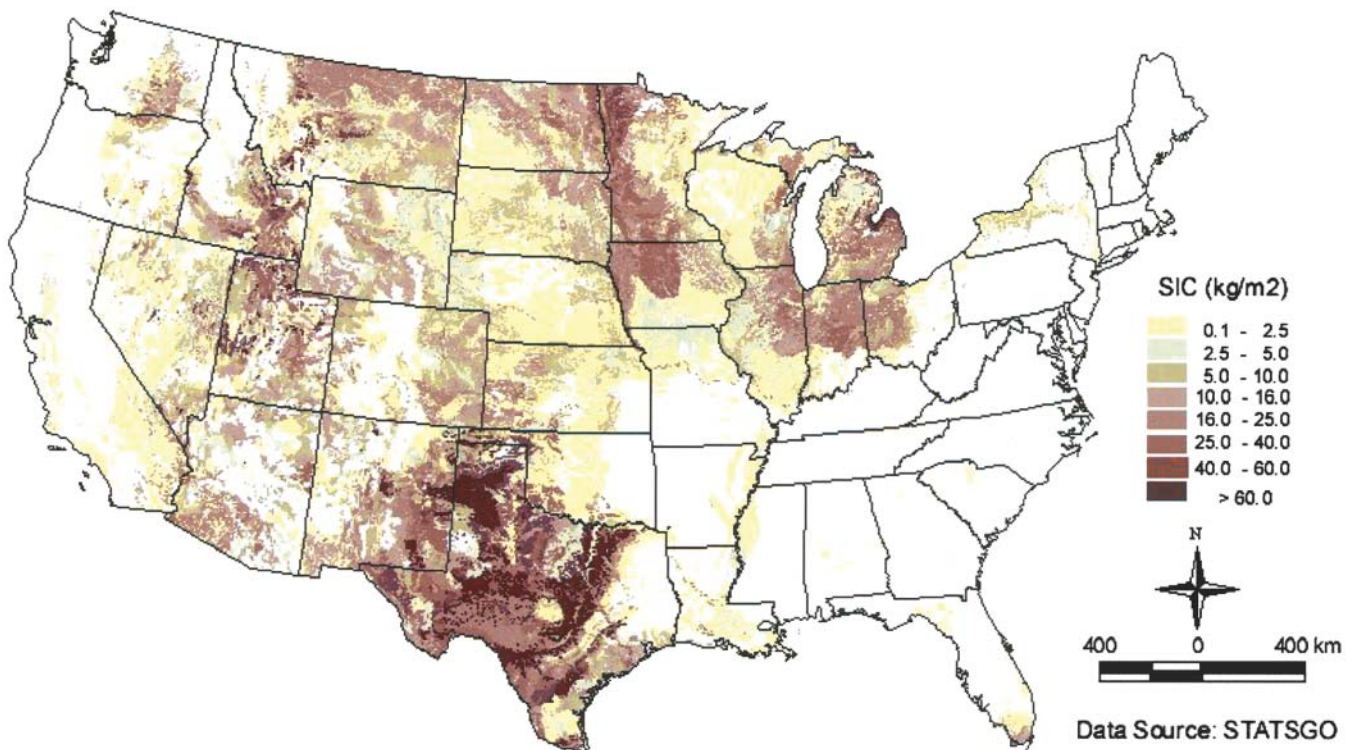 SIC (kg/m2)
0.1 - 2.5
2.5 - 5.0
5.0 - 10.0
10.0 - 16.0
16.0 - 25.0
25.0 - 40.0
40.0 - 60.0
> 60.0
N
400 0 400 km
Data Source: STATSGO